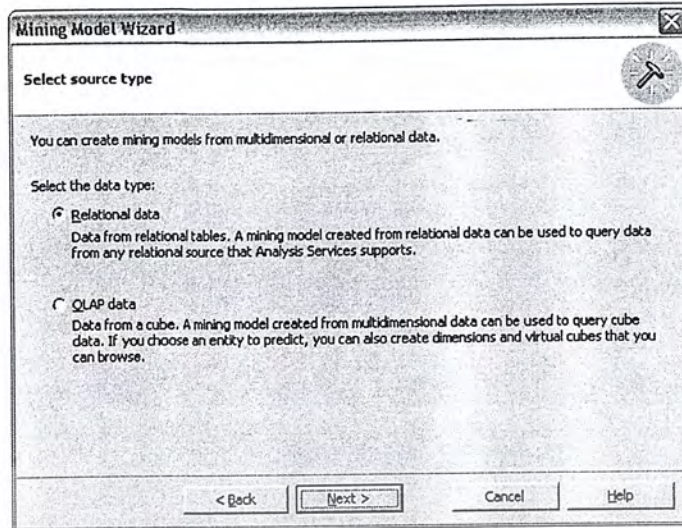 Mining Model Wizard
Select source type
You can create mining models from multidimensional or relational data.
Select the data type:
Relational data
Data from relational tables. A mining model created from relational data can be used to query data
from any relational source that Analysis Services supports.
OLAP data
Data from a cube. A mining model created from multidimensional data can be used to query cube
data. If you choose an entity to predict, you can also create dimensions and virtual cubes that you
can browse.
< Back
Next >
Cancel
Help